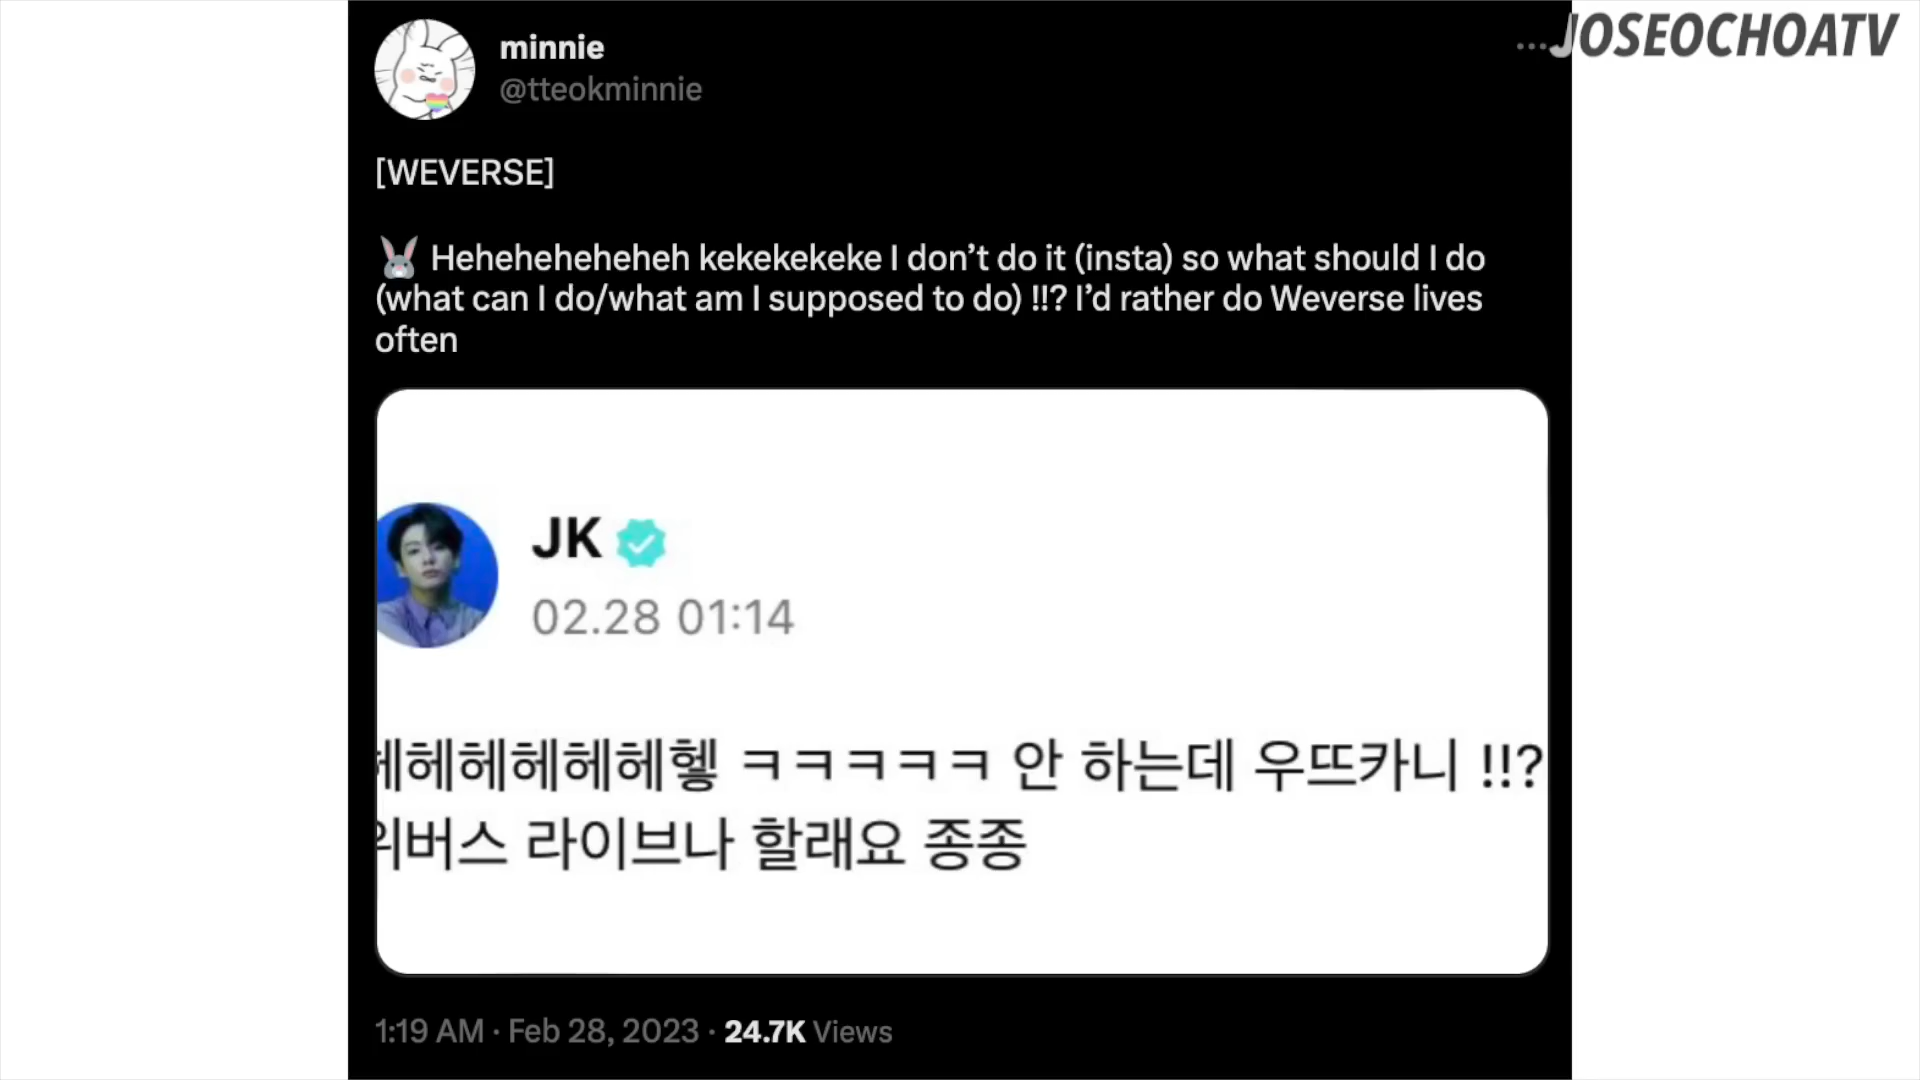 JOSEOCHOATV
minnie
@tteokminnie
[WEVERSE]
🐰 Heheheheheheh kekekekeke I don’t do it (insta) so what should I do
(what can I do/what am I supposed to do) !!? I’d rather do Weverse lives
often
JK
02.28 01:14
헤헤헤헤헤헤헿 ㅋㅋㅋㅋㅋ 안 하는데 우뜨카니 !!?
위버스 라이브나 할래요 종종
1:19 AM · Feb 28, 2023 · 24.7K Views